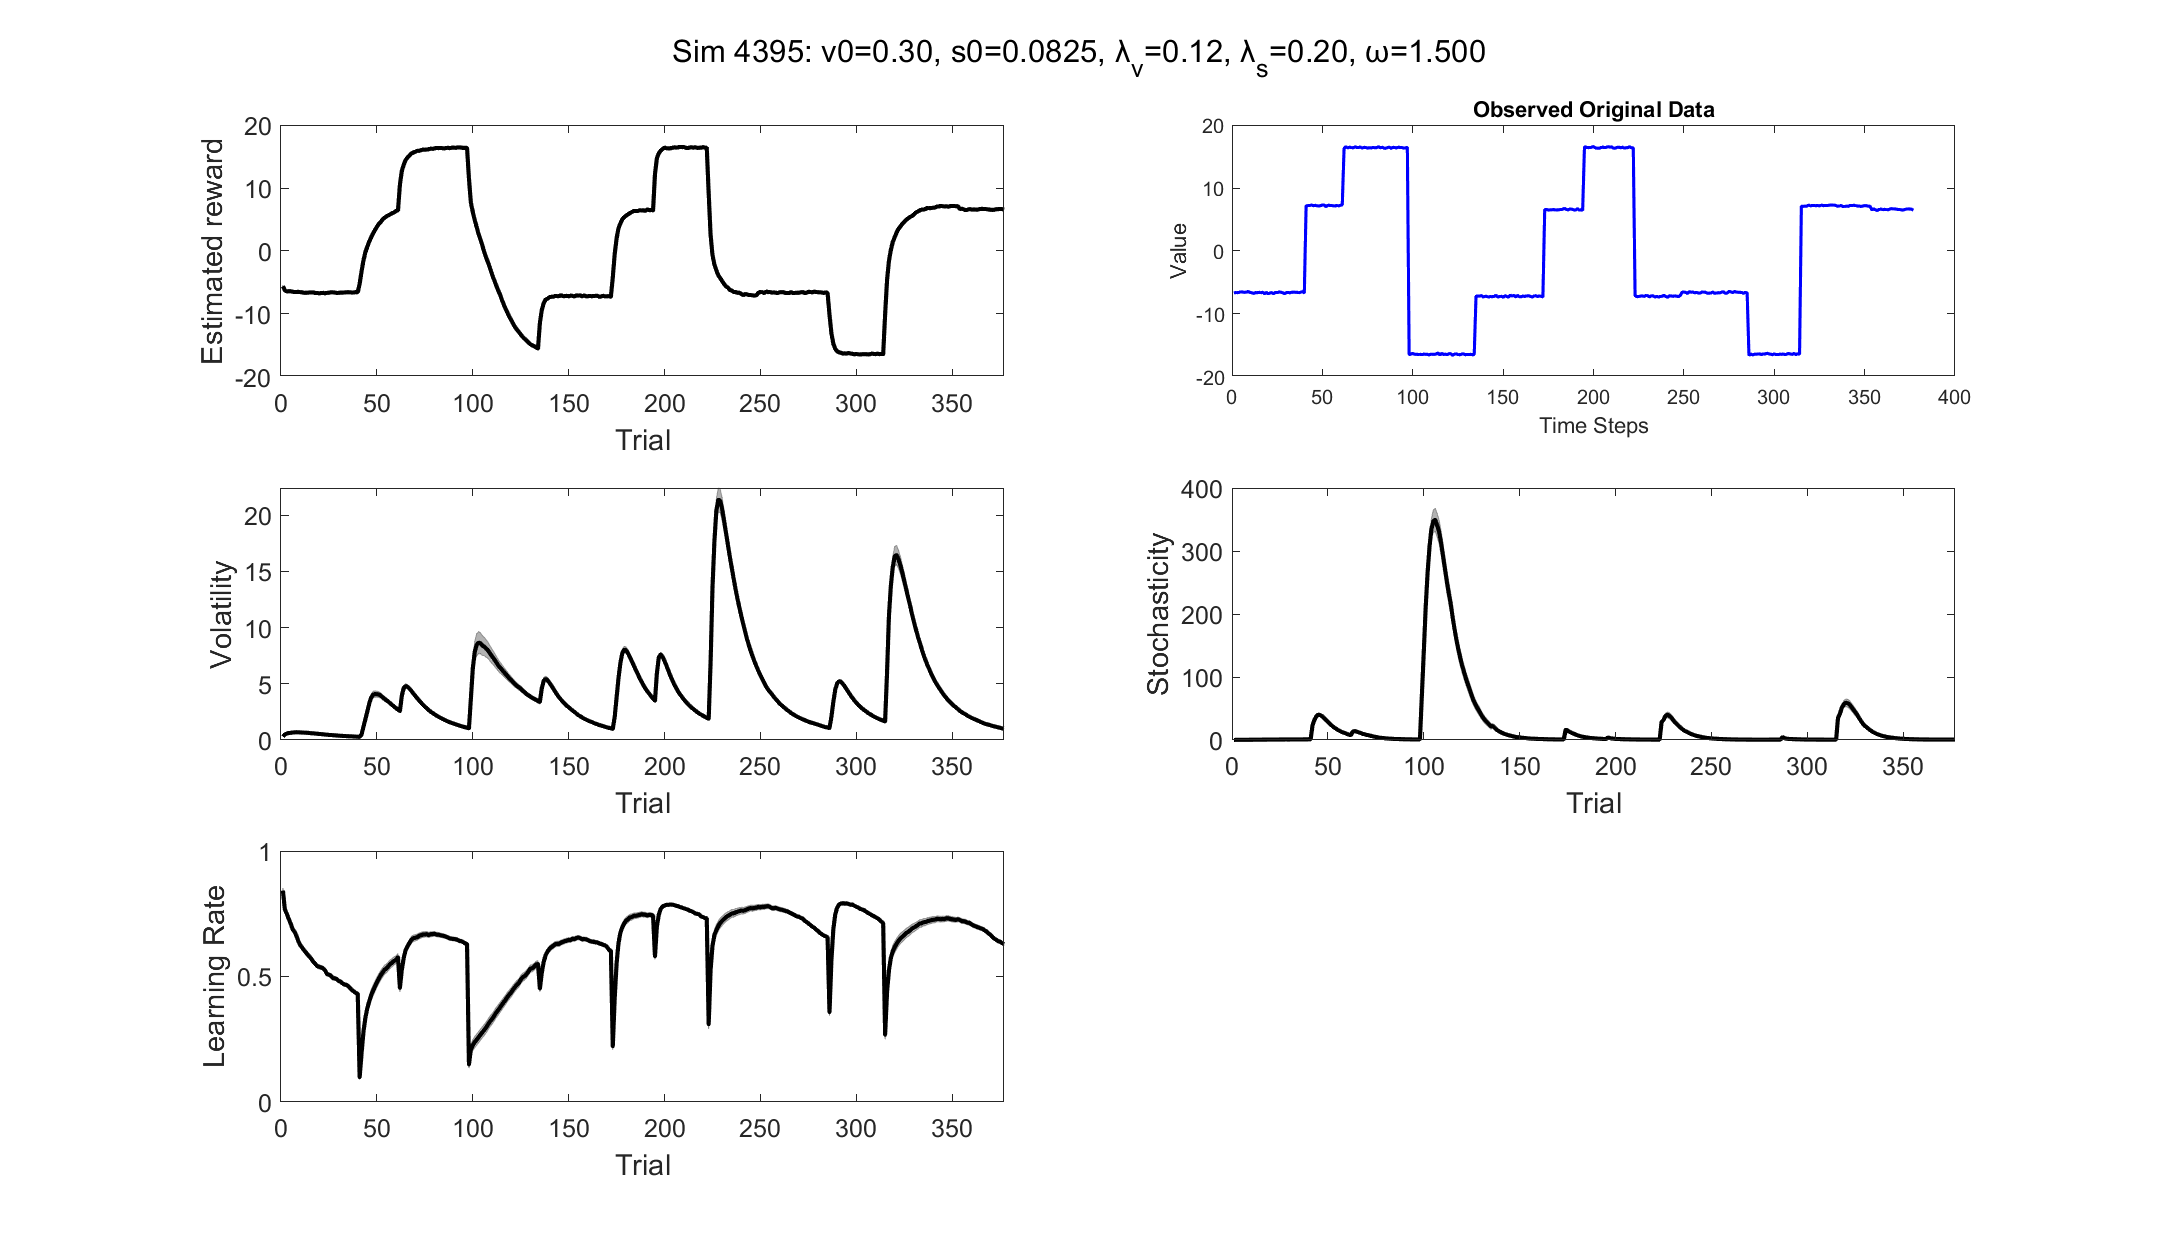 Sim 4395: v0=0.30, s0=0.0825, λ_v=0.12, λ_s=0.20, ω=1.500
Estimated reward
20
10
0
-10
-20
0 50 100 150 200 250 300 350
Trial
Observed Original Data
Value
20
10
0
-10
-20
0 50 100 150 200 250 300 350 400
Time Steps
Volatility
20
15
10
5
0
0 50 100 150 200 250 300 350
Trial
Stochasticity
400
300
200
100
0
0 50 100 150 200 250 300 350
Trial
Learning Rate
1
0.5
0
0 50 100 150 200 250 300 350
Trial